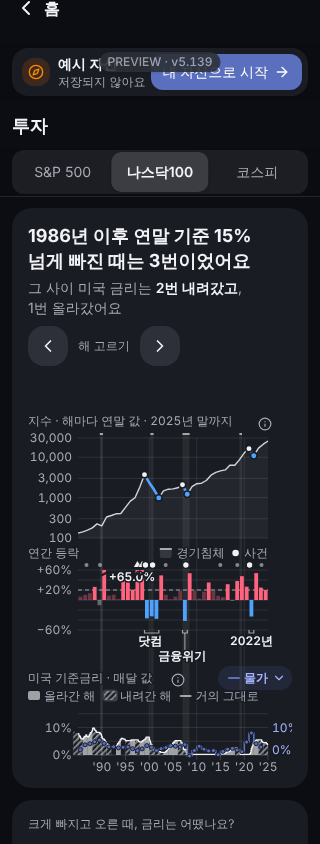 홈
예시 자
PREVIEW · v5.139
저장되지 않아요
내 자산으로 시작
투자
S&P 500
나스닥100
코스피
1986년 이후 연말 기준 15%
넘게 빠진 때는 3번이었어요
그 사이 미국 금리는 2번 내려갔고,
1번 올라갔어요
해 고르기
지수 · 해마다 연말 값 · 2025년 말까지
30,000
10,000
3,000
1,000
300
100
연간 등락
경기침체
사건
+60%
+65.0%
+20%
−60%
닷컴
2022년
금융위기
미국 기준금리 · 매달 값
물가
올라간 해
내려간 해
거의 그대로
10%
10%
0%
0%
'90 '95 '00 '05 '10 '15 '20 '25
크게 빠지고 오른 때, 금리는 어땠나요?